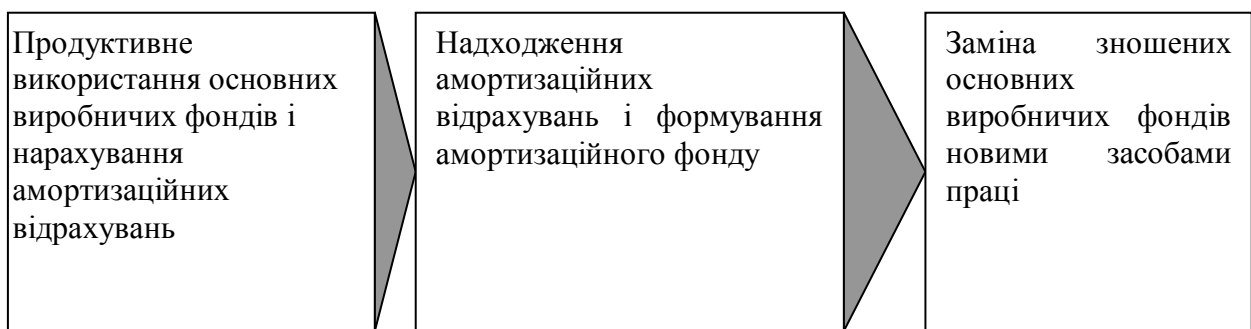 Продуктивне
використання основних
виробничих фондів і
нарахування
амортизаційних
відрахувань
Надходження
амортизаційних
відрахувань і формування
амортизаційного фонду
Заміна зношених
основних
виробничих фондів
новими засобами
праці